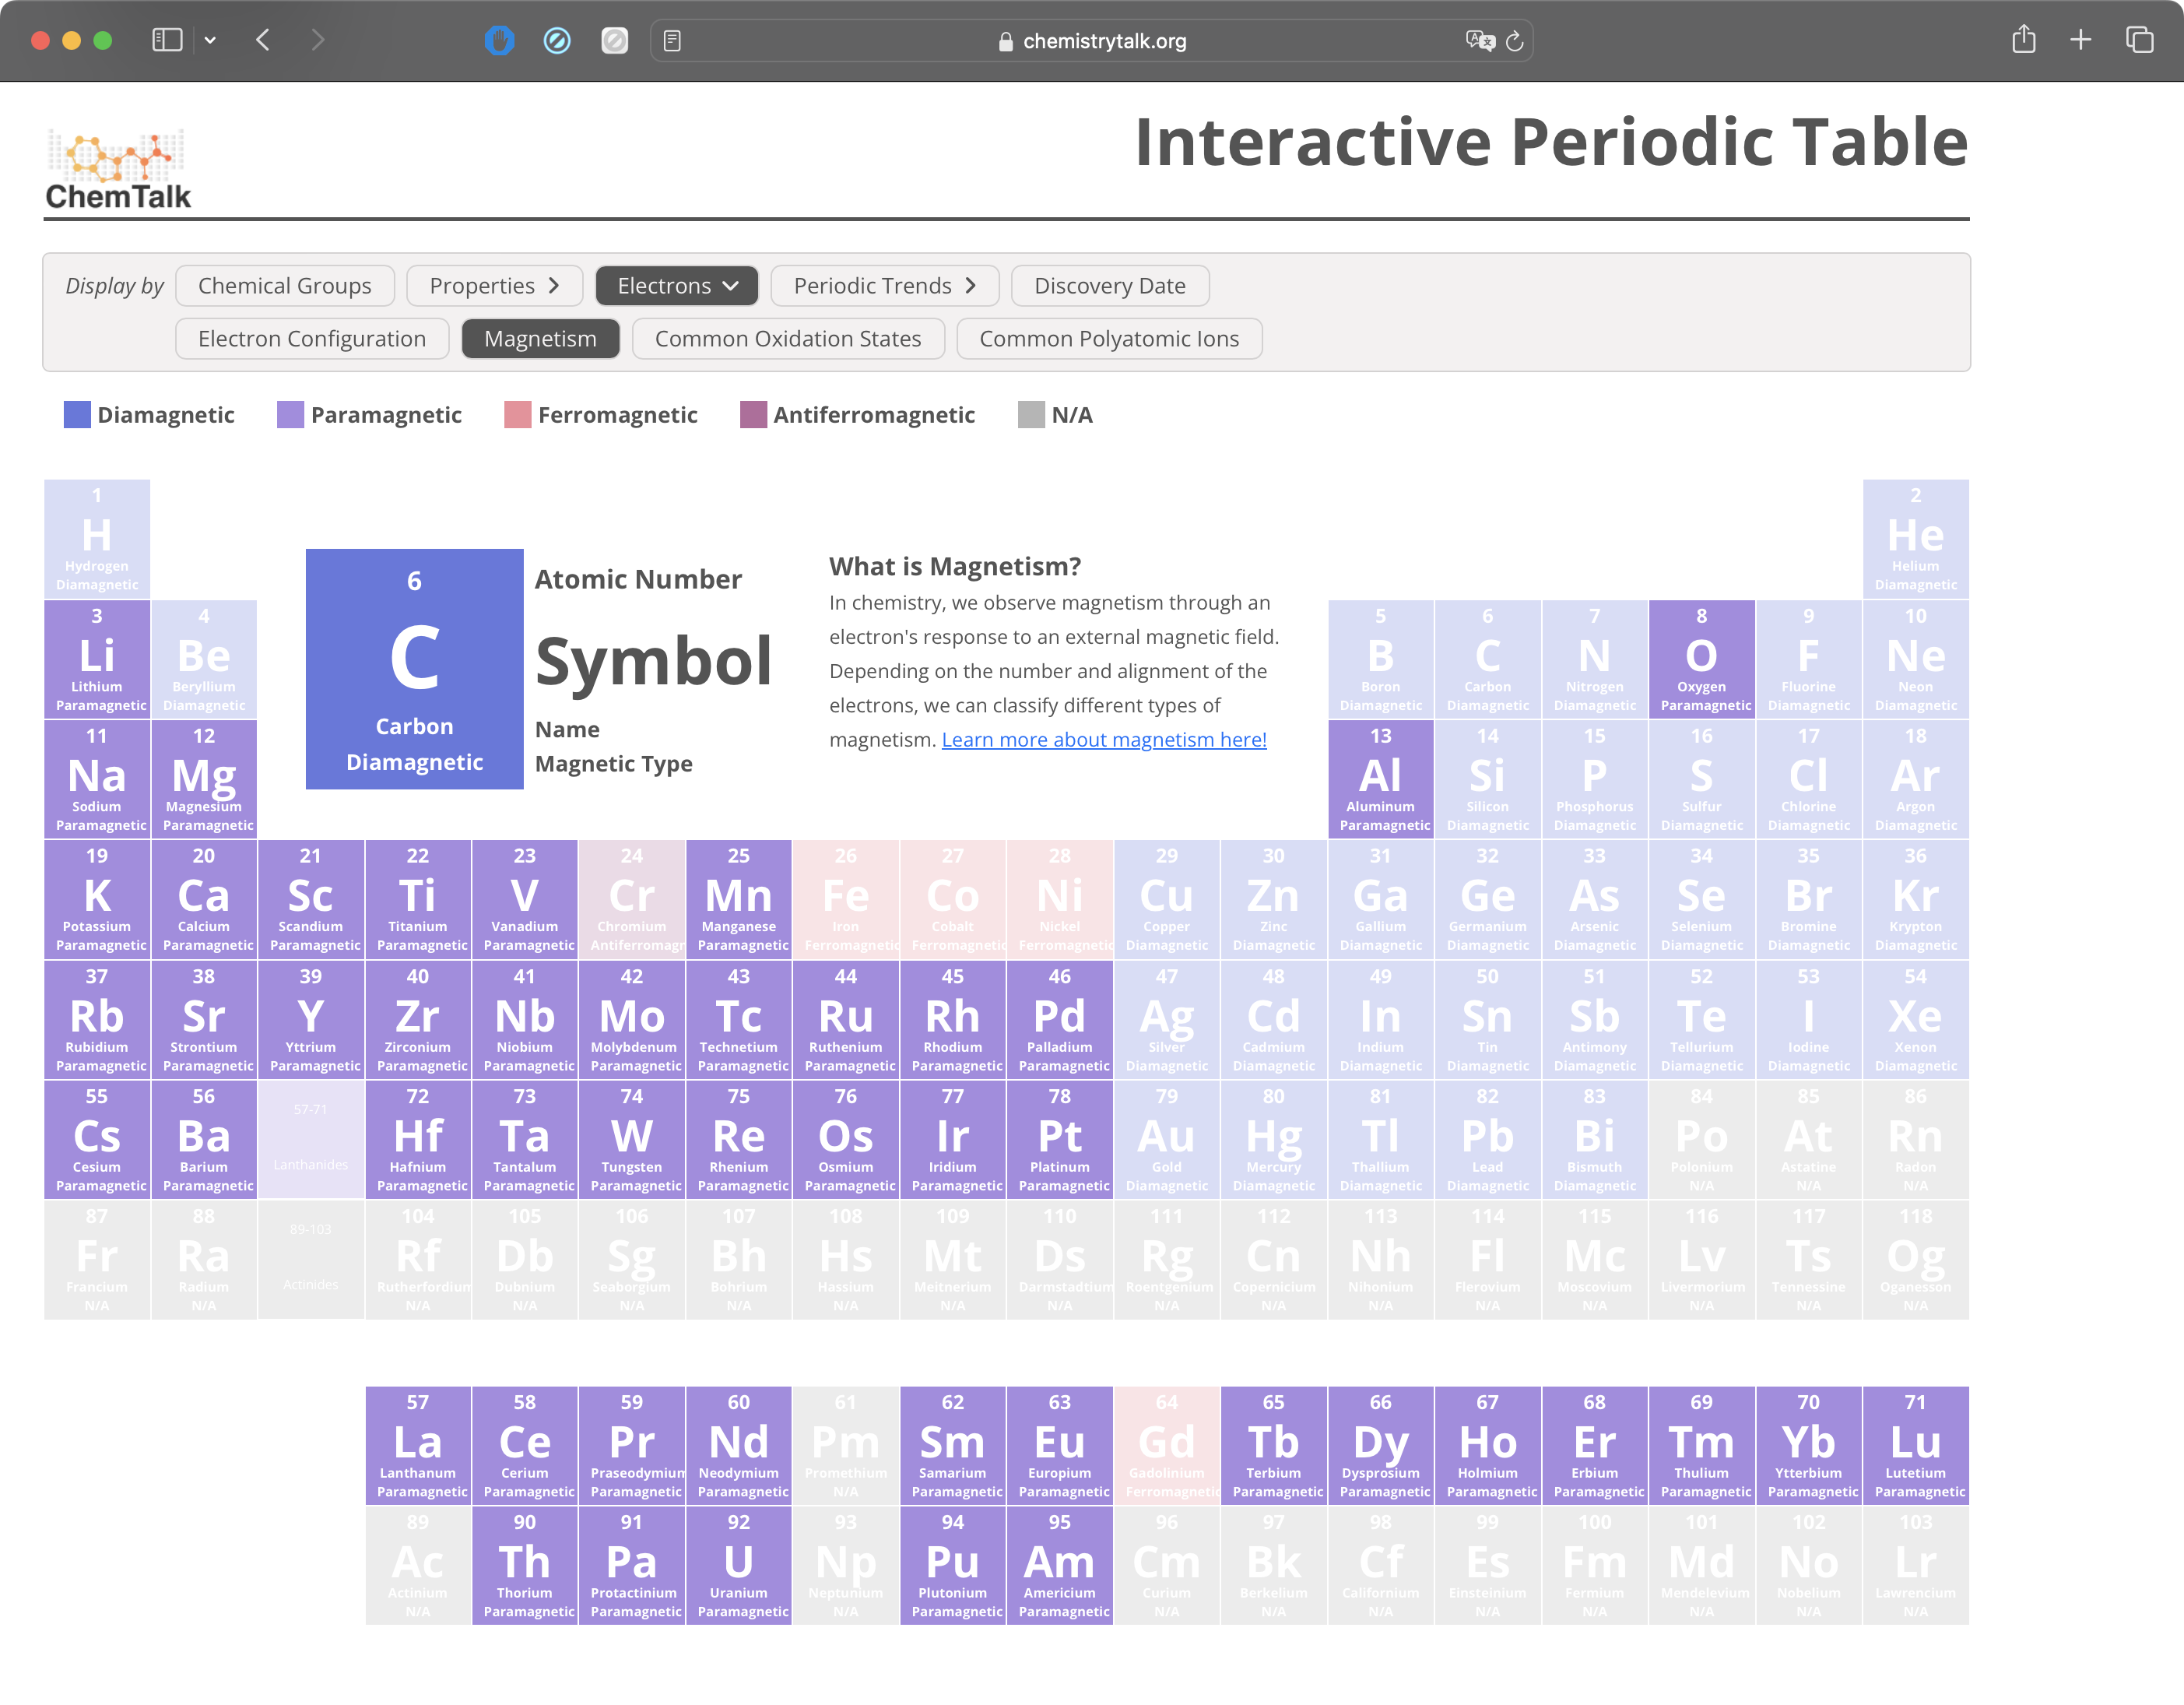 chemistrytalk.org
ChemTalk
Interactive Periodic Table
Display by Chemical Groups Properties Electrons Periodic Trends Discovery Date
Electron Configuration Magnetism Common Oxidation States Common Polyatomic Ions
Diamagnetic Paramagnetic Ferromagnetic Antiferromagnetic N/A
1 2
H He
Hydrogen Helium
Diamagnetic Diamagnetic
6 Atomic Number
C Symbol
Carbon Name
Diamagnetic Magnetic Type
What is Magnetism?
In chemistry, we observe magnetism through an
electron's response to an external magnetic field.
Depending on the number and alignment of the
electrons, we can classify different types of
magnetism. Learn more about magnetism here!
3 4 5 6 7 8 9 10
Li Be B C N O F Ne
Lithium Beryllium Boron Carbon Nitrogen Oxygen Fluorine Neon
Paramagnetic Diamagnetic Diamagnetic Diamagnetic Diamagnetic Paramagnetic Diamagnetic Diamagnetic
11 12 13 14 15 16 17 18
Na Mg Al Si P S Cl Ar
Sodium Magnesium Aluminum Silicon Phosphorus Sulfur Chlorine Argon
Paramagnetic Paramagnetic Paramagnetic Diamagnetic Diamagnetic Diamagnetic Diamagnetic Diamagnetic
19 20 21 22 23 24 25 26 27 28 29 30 31 32 33 34 35 36
K Ca Sc Ti V Cr Mn Fe Co Ni Cu Zn Ga Ge As Se Br Kr
Potassium Calcium Scandium Titanium Vanadium Chromium Manganese Iron Cobalt Nickel Copper Zinc Gallium Germanium Arsenic Selenium Bromine Krypton
Paramagnetic Paramagnetic Paramagnetic Paramagnetic Paramagnetic Antiferromagr Paramagnetic Ferromagnetic Ferromagnetic Ferromagnetic Diamagnetic Diamagnetic Diamagnetic Diamagnetic Diamagnetic Diamagnetic Diamagnetic Diamagnetic
37 38 39 40 41 42 43 44 45 46 47 48 49 50 51 52 53 54
Rb Sr Y Zr Nb Mo Tc Ru Rh Pd Ag Cd In Sn Sb Te I Xe
Rubidium Strontium Yttrium Zirconium Niobium Molybdenum Technetium Ruthenium Rhodium Palladium Silver Cadmium Indium Tin Antimony Tellurium Iodine Xenon
Paramagnetic Paramagnetic Paramagnetic Paramagnetic Paramagnetic Paramagnetic Paramagnetic Paramagnetic Paramagnetic Paramagnetic Diamagnetic Diamagnetic Diamagnetic Diamagnetic Diamagnetic Diamagnetic Diamagnetic Diamagnetic
55 56 57-71 72 73 74 75 76 77 78 79 80 81 82 83 84 85 86
Cs Ba Hf Ta W Re Os Ir Pt Au Hg Tl Pb Bi Po At Rn
Cesium Barium Lanthanides Hafnium Tantalum Tungsten Rhenium Osmium Iridium Platinum Gold Mercury Thallium Lead Bismuth Polonium Astatine Radon
Paramagnetic Paramagnetic Paramagnetic Paramagnetic Paramagnetic Paramagnetic Paramagnetic Paramagnetic Paramagnetic Diamagnetic Diamagnetic Diamagnetic Diamagnetic Diamagnetic N/A N/A N/A
87 88 89-103 104 105 106 107 108 109 110 111 112 113 114 115 116 117 118
Fr Ra Rf Db Sg Bh Hs Mt Ds Rg Cn Nh Fl Mc Lv Ts Og
Francium Radium Actinides Rutherfordium Dubnium Seaborgium Bohrium Hassium Meitnerium Darmstadtium Roentgenium Copernicium Nihonium Flerovium Moscovium Livermorium Tennessine Oganesson
N/A N/A N/A N/A N/A N/A N/A N/A N/A N/A N/A N/A N/A N/A N/A N/A N/A
57 58 59 60 61 62 63 64 65 66 67 68 69 70 71
La Ce Pr Nd Pm Sm Eu Gd Tb Dy Ho Er Tm Yb Lu
Lanthanum Cerium Praseodymium Neodymium Promethium Samarium Europium Gadolinium Terbium Dysprosium Holmium Erbium Thulium Ytterbium Lutetium
Paramagnetic Paramagnetic Paramagnetic Paramagnetic N/A Paramagnetic Paramagnetic Ferromagnetic Paramagnetic Paramagnetic Paramagnetic Paramagnetic Paramagnetic Paramagnetic Paramagnetic
89 90 91 92 93 94 95 96 97 98 99 100 101 102 103
Ac Th Pa U Np Pu Am Cm Bk Cf Es Fm Md No Lr
Actinium Thorium Protactinium Uranium Neptunium Plutonium Americium Curium Berkelium Californium Einsteinium Fermium Mendelevium Nobelium Lawrencium
N/A Paramagnetic Paramagnetic Paramagnetic N/A Paramagnetic Paramagnetic N/A N/A N/A N/A N/A N/A N/A N/A